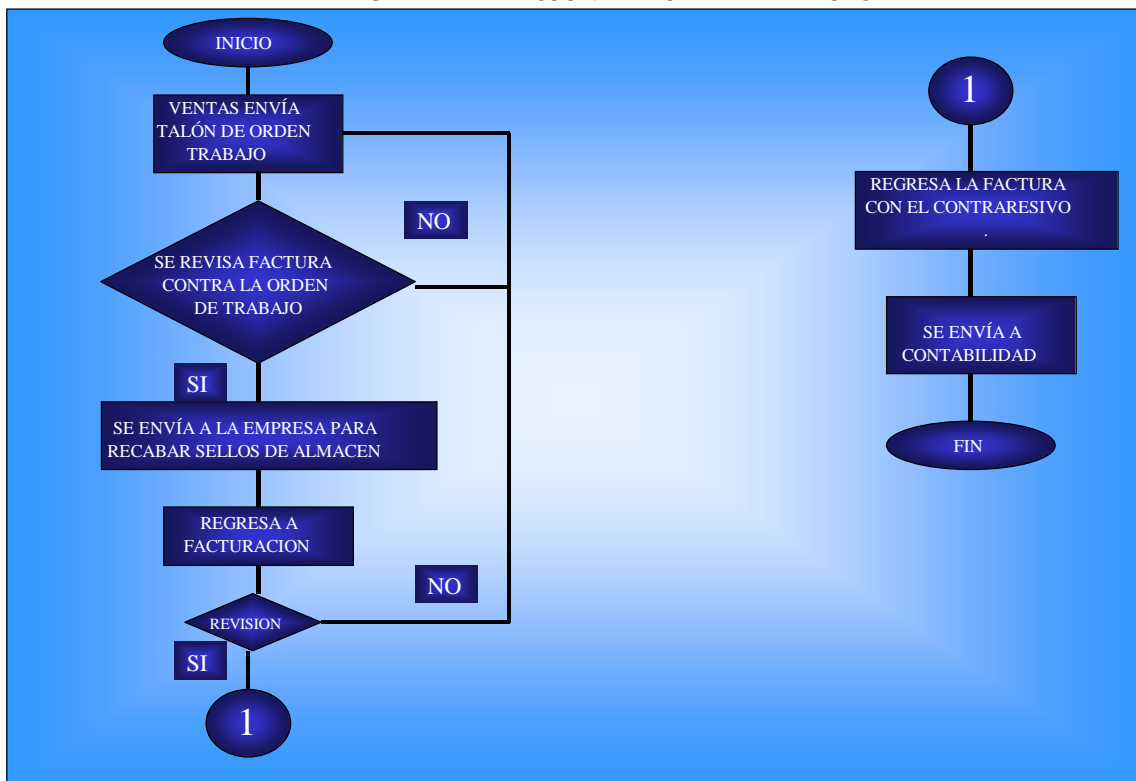 INICIO
VENTAS ENVÍA
TALÓN DE ORDEN
TRABAJO
NO
SE REVISA FACTURA
CONTRA LA ORDEN
DE TRABAJO
SI
SE ENVÍA A LA EMPRESA PARA
RECABAR SELLOS DE ALMACEN
REGRESA A
FACTURACION
NO
REVISION
SI
1
1
REGRESA LA FACTURA
CON EL CONTRARESIVO
.
SE ENVÍA A
CONTABILIDAD
FIN